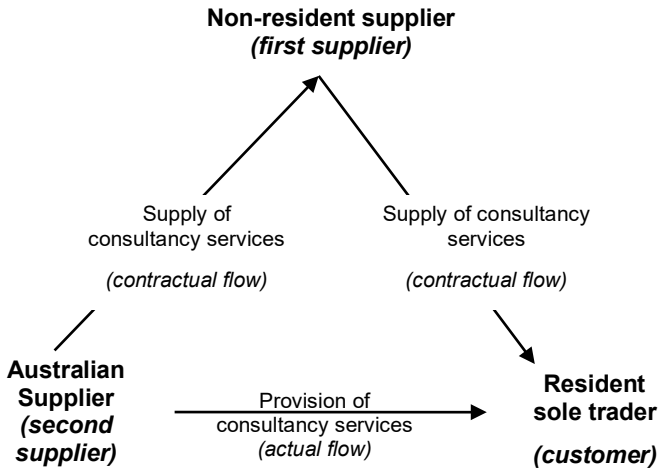 Non-resident supplier
(first supplier)
Supply of
consultancy services
(contractual flow)
Supply of consultancy
services
(contractual flow)
Australian
Supplier
(second
supplier)
Provision of
consultancy services
(actual flow)
Resident
sole trader
(customer)